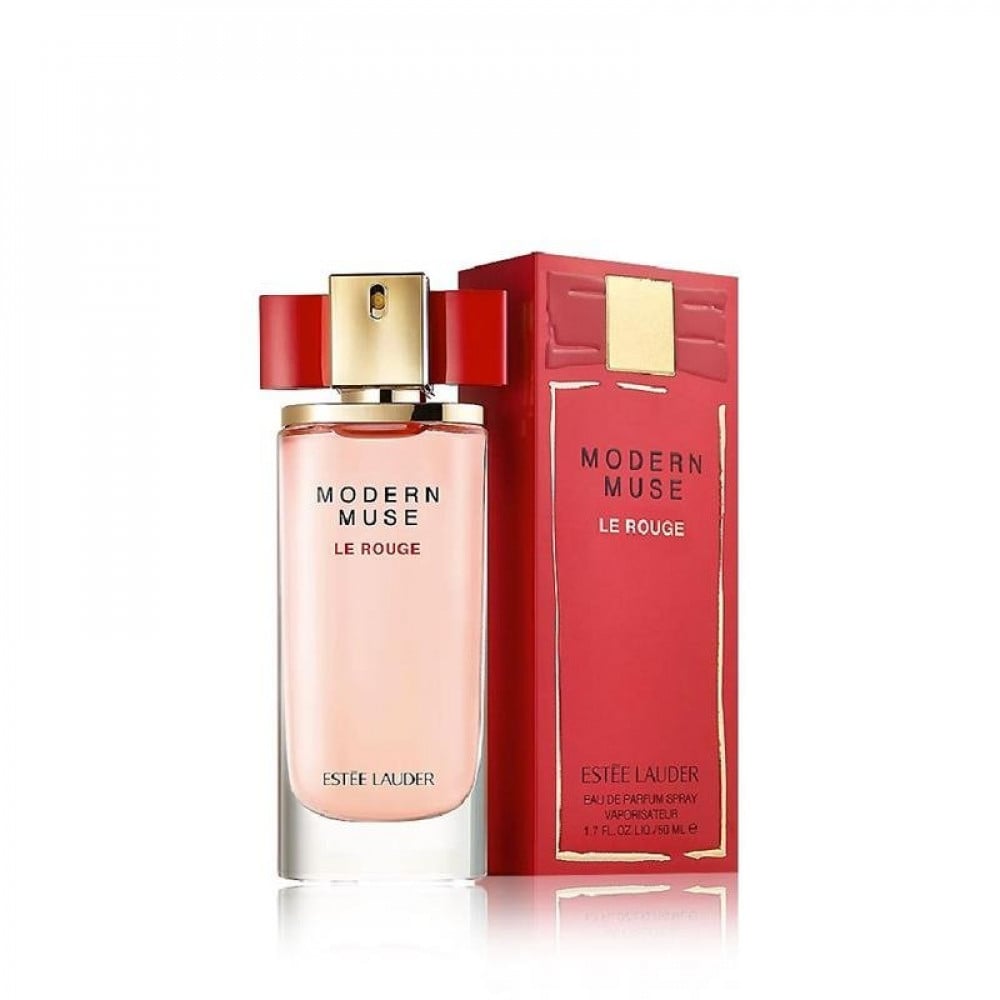 MODERN
MUSE
LE ROUGE
ESTĒE LAUDER
MODERN
MUSE
LE ROUGE
ESTĒE LAUDER
EAU DE PARFUM SPRAY
VAPORISATEUR
1.7 FL.OZ.LIQ./50 ML ℮